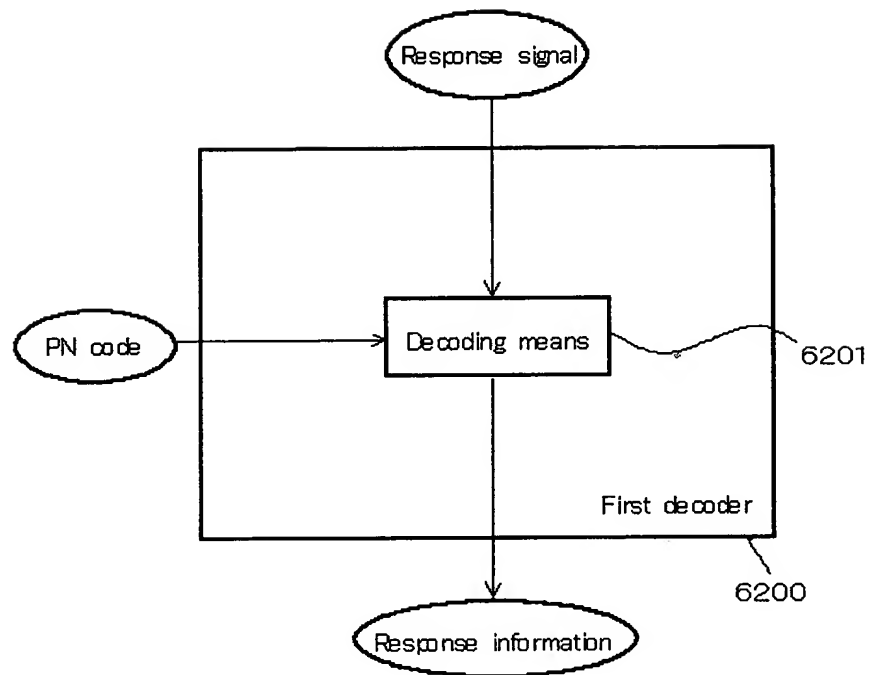 Response signal
PN code
Decoding means
6201
First decoder
6200
Response information